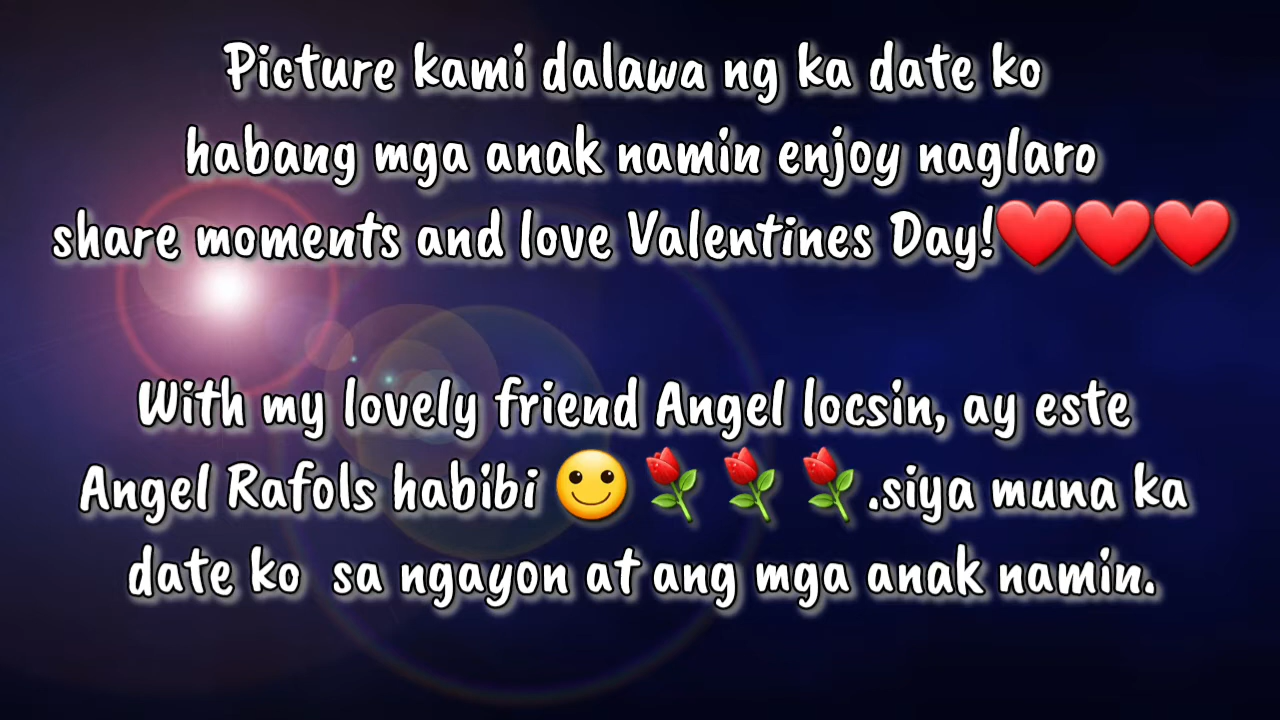 Picture kami dalawa ng ka date ko
habang mga anak namin enjoy naglaro
share moments and love Valentines Day!❤️❤️❤️
With my lovely friend Angel locsin, ay este
Angel Rafols habibi 🙂🌹🌹🌹.siya muna ka
date ko  sa ngayon at ang mga anak namin.